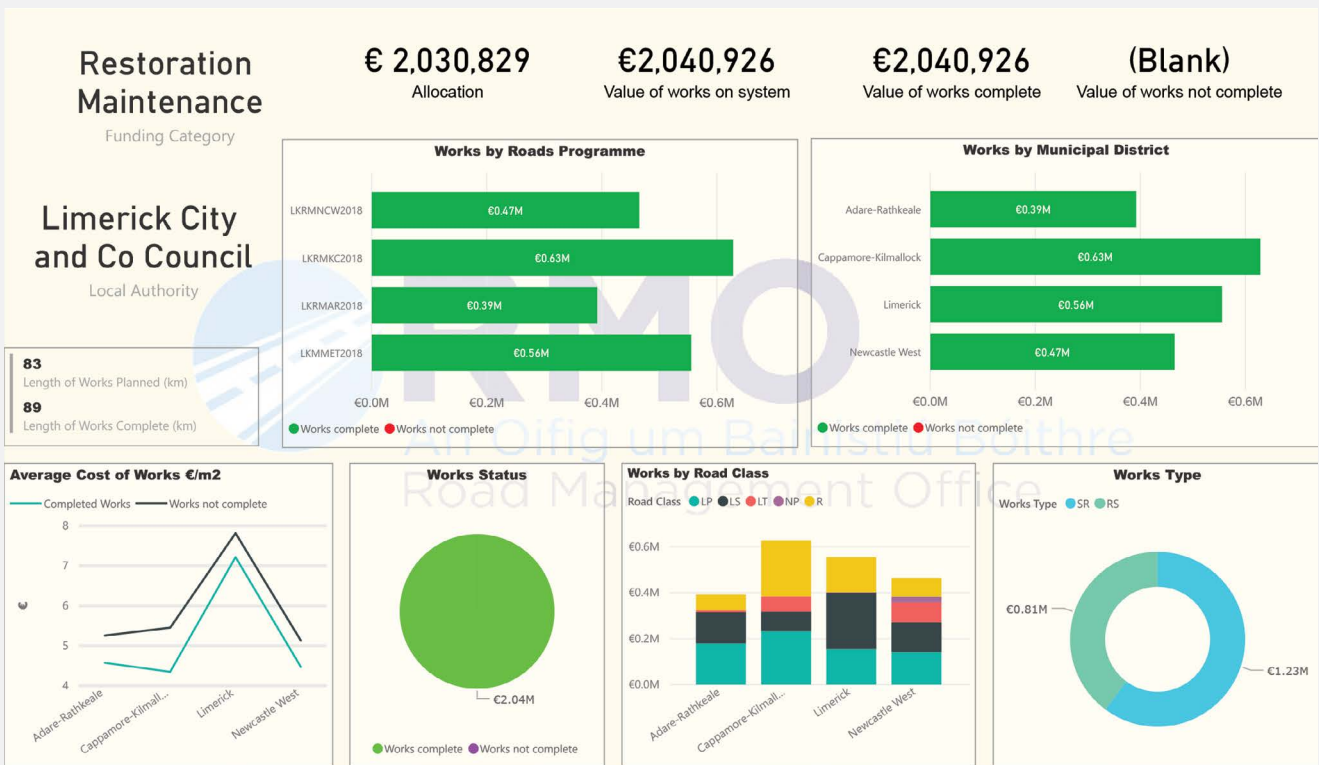 Restoration
Maintenance
Funding Category
€ 2,030,829
Allocation
€2,040,926
Value of works on system
€2,040,926
Value of works complete
(Blank)
Value of works not complete
Limerick City
and Co Council
Local Authority
83
Length of Works Planned (km)
89
Length of Works Complete (km)
Works by Roads Programme
LKRMNCW2018
€0.47M
LKRMKC2018
€0.63M
LKRMAR2018
€0.39M
LKMMET2018
€0.56M
€0.0M €0.2M €0.4M €0.6M
Works complete Works not complete
Works by Municipal District
Adare-Rathkeale
€0.39M
Cappamore-Kilmallock
€0.63M
Limerick
€0.56M
Newcastle West
€0.47M
€0.0M €0.2M €0.4M €0.6M
Works complete Works not complete
RMO
An Oifig um Bainistiú Bóithre
Road Management Office
Average Cost of Works €/m2
Completed Works Works not complete
8
7
6
5
4
€
Adare-Rathkeale
Cappamore-Kilmall...
Limerick
Newcastle West
Works Status
€2.04M
Works complete Works not complete
Works by Road Class
Road Class LP LS LT NP R
€0.6M
€0.4M
€0.2M
€0.0M
Adare-Rathkeale
Cappamore-Kilmall...
Limerick
Newcastle West
Works Type
Works Type SR RS
€0.81M
€1.23M